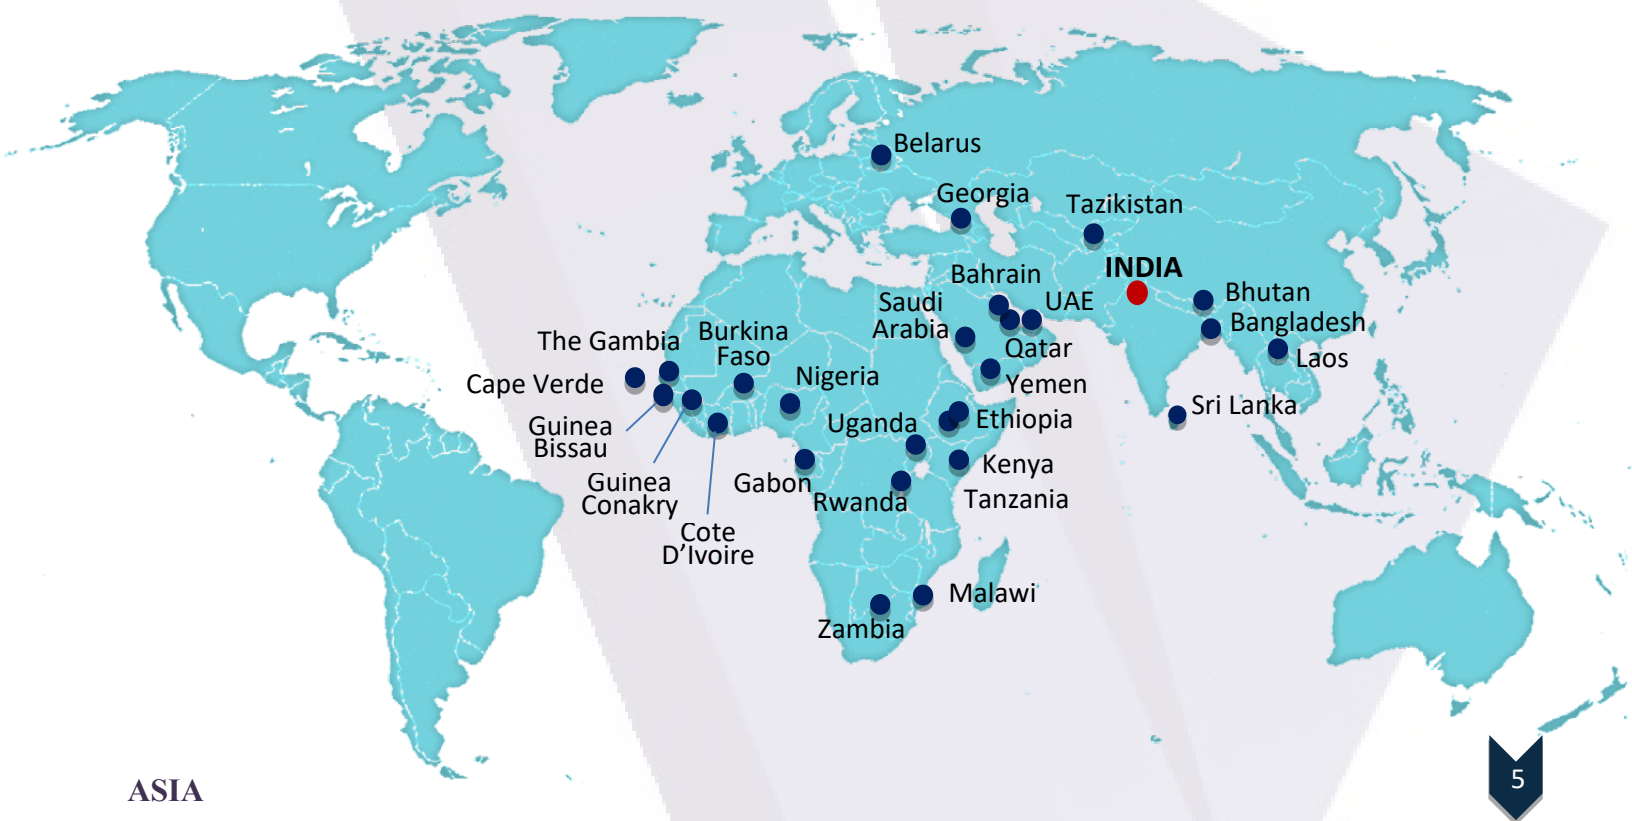 Belarus
Georgia
Tazikistan
INDIA
Bahrain
Saudi
Arabia
UAE
Bhutan
Bangladesh
Qatar
Laos
The Gambia
Burkina
Faso
Cape Verde
Nigeria
Yemen
Sri Lanka
Guinea
Bissau
Uganda
Ethiopia
Guinea
Conakry
Gabon
Kenya
Rwanda
Tanzania
Cote
D’Ivoire
Malawi
Zambia
ASIA
5